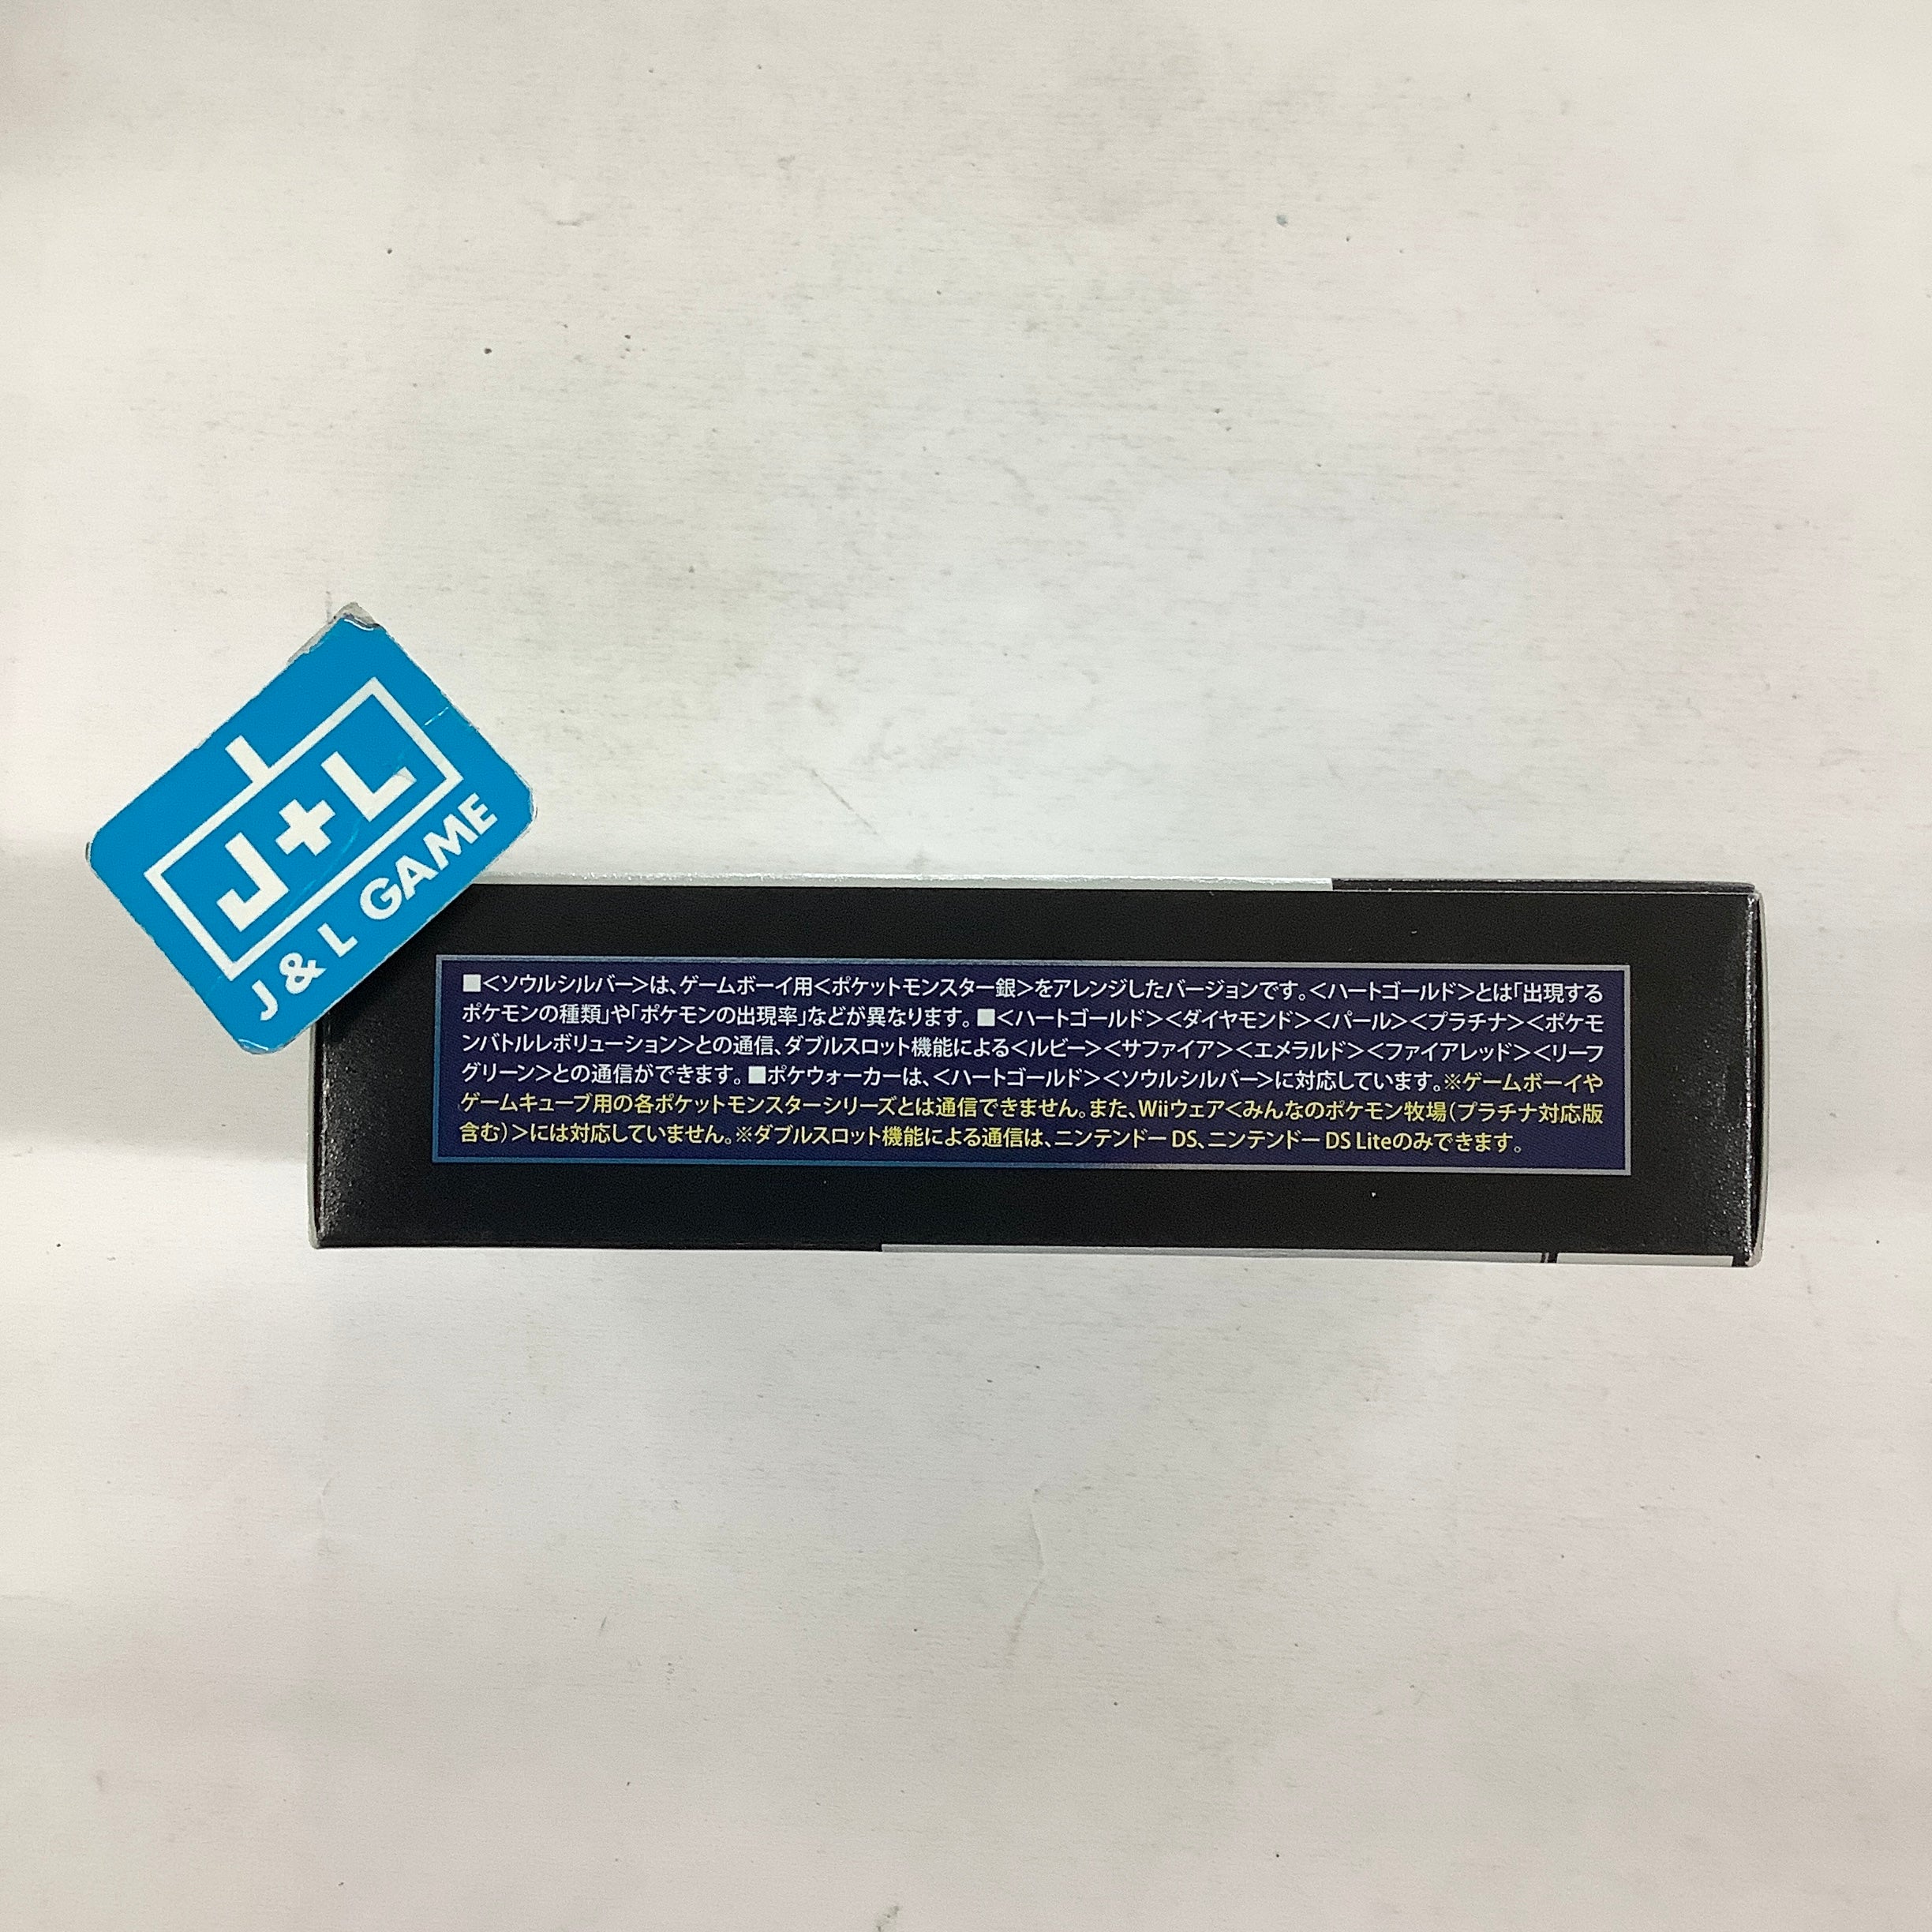 J+L
J & L GAME
■<ソウルシルバー>は、ゲームボーイ用<ポケットモンスター銀>をアレンジしたバージョンです。<ハートゴールド>とは「出現する
ポケモンの種類」や「ポケモンの出現率」などが異なります。■<ハートゴールド><ダイヤモンド><パール><プラチナ><ポケモ
ンバトルレボリューション>との通信、ダブルスロット機能による<ルビー><サファイア><エメラルド><ファイアレッド><リーフ
グリーン>との通信ができます。■ポケウォーカーは、<ハートゴールド><ソウルシルバー>に対応しています。※ゲームボーイや
ゲームキューブ用の各ポケットモンスターシリーズとは通信できません。また、Wiiウェア<みんなのポケモン牧場(プラチナ対応版
含む)>には対応していません。※ダブルスロット機能による通信は、ニンテンドーDS、ニンテンドーDS Liteのみできます。